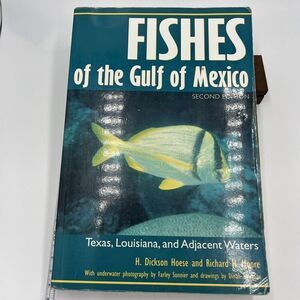 FISHES
of the Gulf of Mexico
SECOND EDITION
Texas, Louisiana, and Adjacent Waters
H. Dickson Hoese and Richard H. Moore
With underwater photography by Farley Sonnier and drawings by